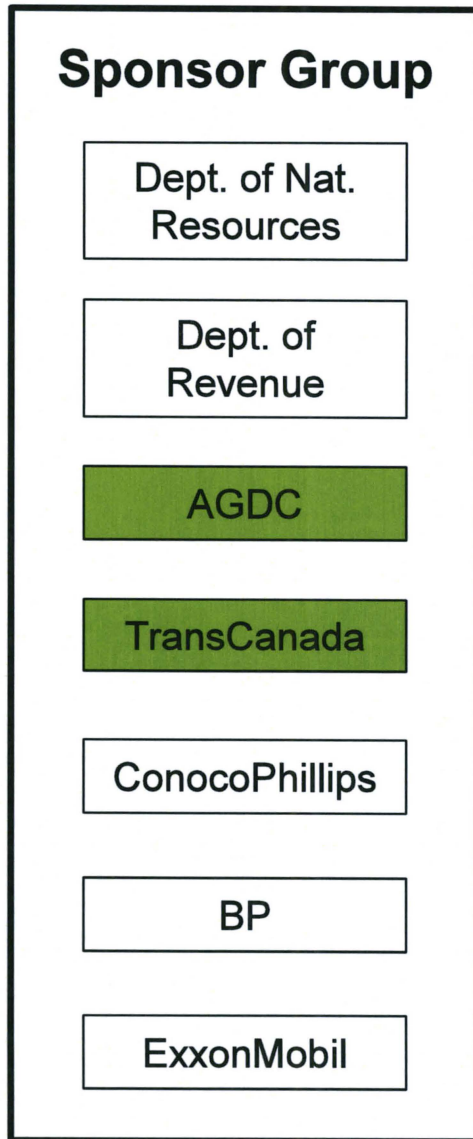 Sponsor Group
Dept. of Nat.
Resources
Dept. of
Revenue
AGDC
TransCanada
ConocoPhillips
BP
ExxonMobil